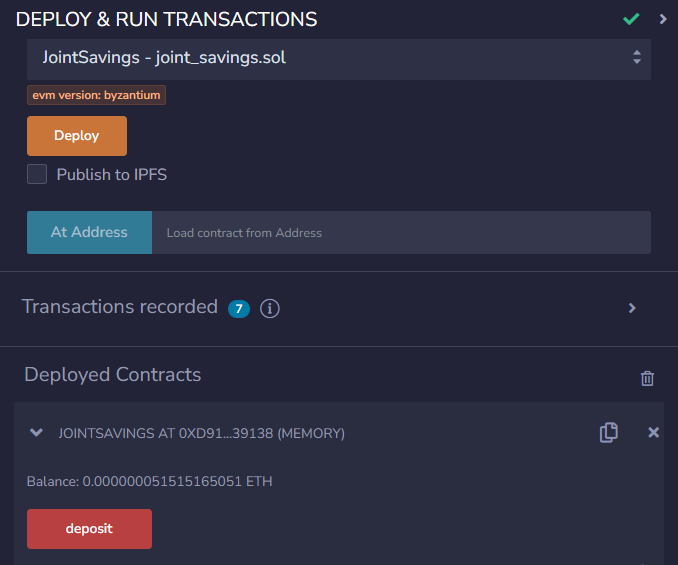 DEPLOY & RUN TRANSACTIONS
JointSavings - joint_savings.sol
evm version: byzantium
Deploy
Publish to IPFS
At Address Load contract from Address
Transactions recorded 7 i
Deployed Contracts
JOINTSAVINGS AT 0XD91...39138 (MEMORY)
Balance: 0.000000051515165051 ETH
deposit